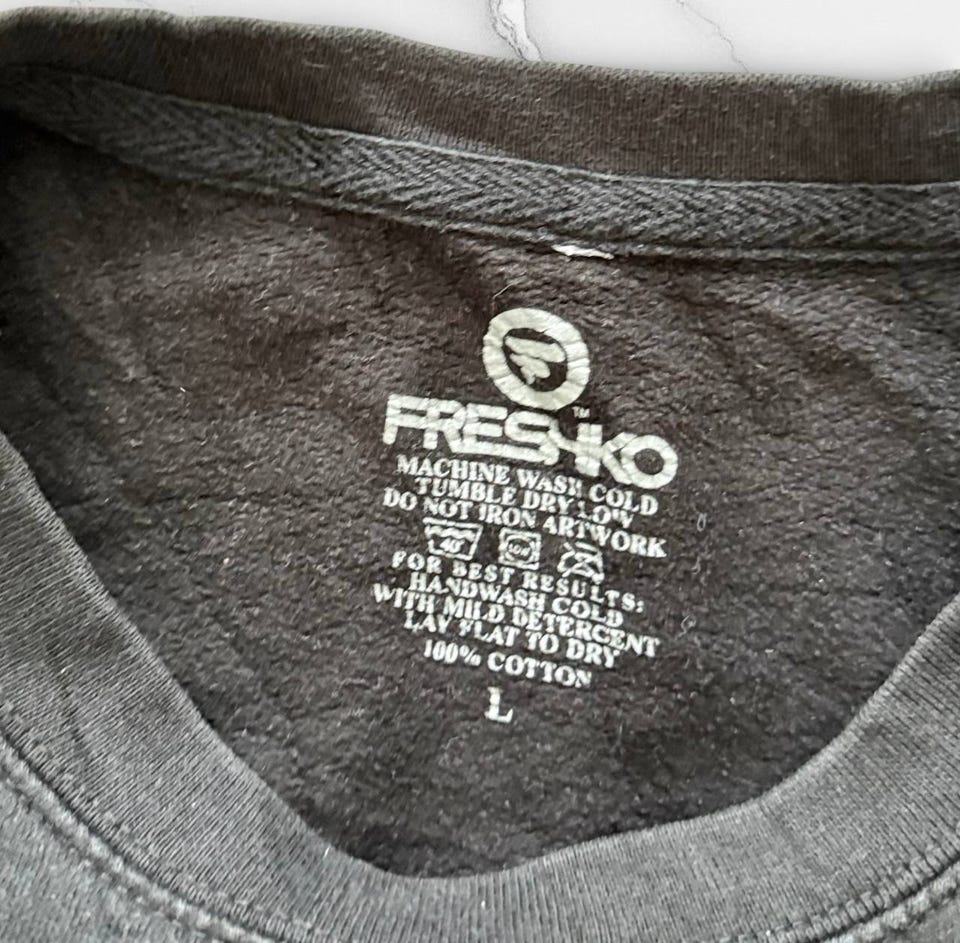 FRESHKO™
MACHINE WASH COLD
TUMBLE DRY LOW
DO NOT IRON ARTWORK
FOR BEST RESULTS:
HANDWASH COLD
WITH MILD DETERGENT
LAY FLAT TO DRY
100% COTTON
L